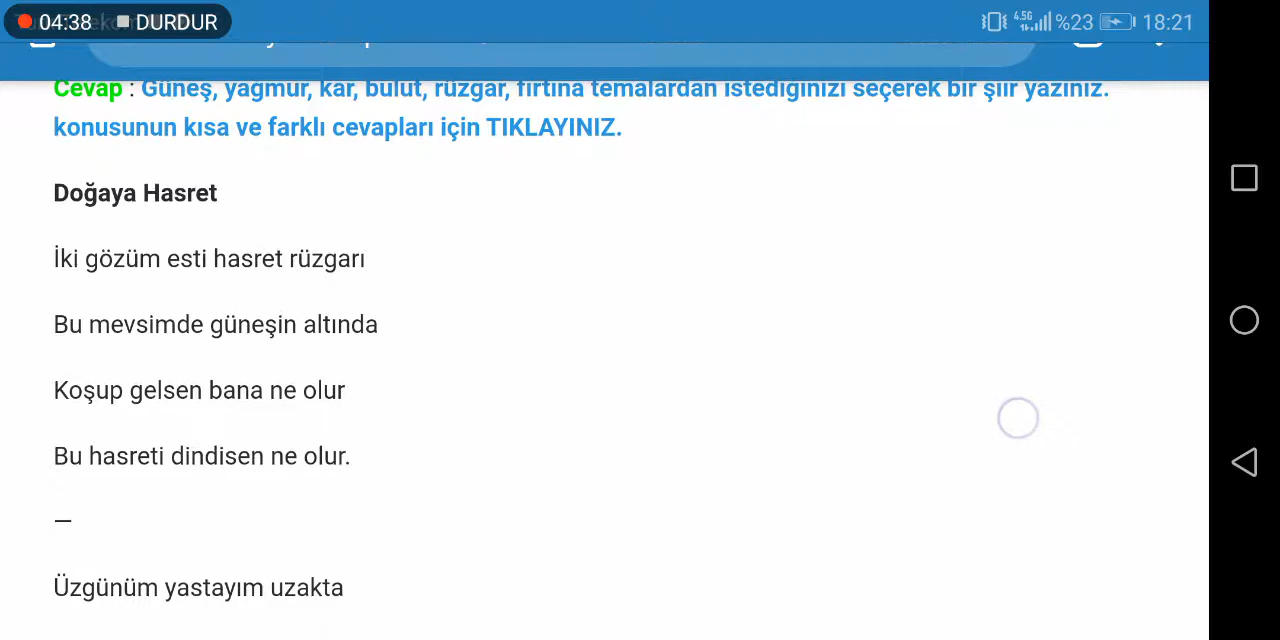 04:38 DURDUR 4.5G %23 18:21
Cevap : Güneş, yağmur, kar, bulut, rüzgar, fırtına temalardan istediğinizi seçerek bir şiir yazınız.
konusunun kısa ve farklı cevapları için TIKLAYINIZ.
Doğaya Hasret
İki gözüm esti hasret rüzgarı
Bu mevsimde güneşin altında
Koşup gelsen bana ne olur
Bu hasreti dindisen ne olur.
—
Üzgünüm yastayım uzakta